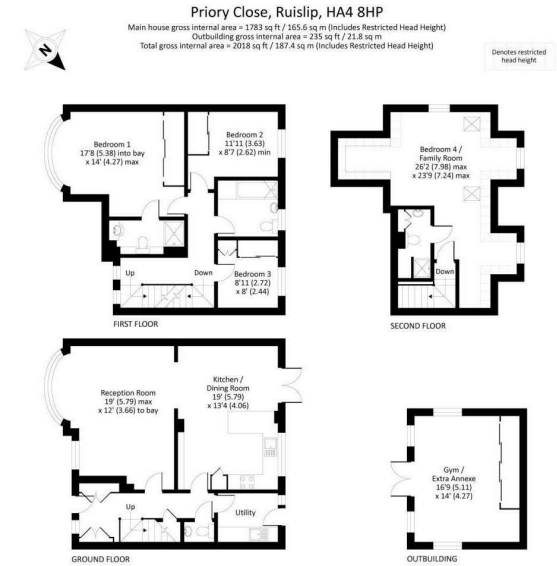 Priory Close, Ruislip, HA4 8HP
Main house gross internal area = 1783 sq ft / 165.6 sq m (Includes Restricted Head Height)
Outbuilding gross internal area = 235 sq ft / 21.8 sq m
Total gross internal area = 2018 sq ft / 187.4 sq m (Includes Restricted Head Height)
N
Denotes restricted
head height
Bedroom 1
17'8 (5.38) into bay
x 14' (4.27) max
Bedroom 2
11'11 (3.63)
x 8'7 (2.62) min
Up
Down
Bedroom 3
8'11 (2.72)
x 8' (2.44)
FIRST FLOOR
Bedroom 4 /
Family Room
26'2 (7.98) max
x 23'9 (7.24) max
Down
SECOND FLOOR
Reception Room
19' (5.79) max
x 12' (3.66) to bay
Kitchen /
Dining Room
19' (5.79)
x 13'4 (4.06)
Up
Utility
GROUND FLOOR
Gym /
Extra Annexe
16'9 (5.11)
x 14' (4.27)
OUTBUILDING